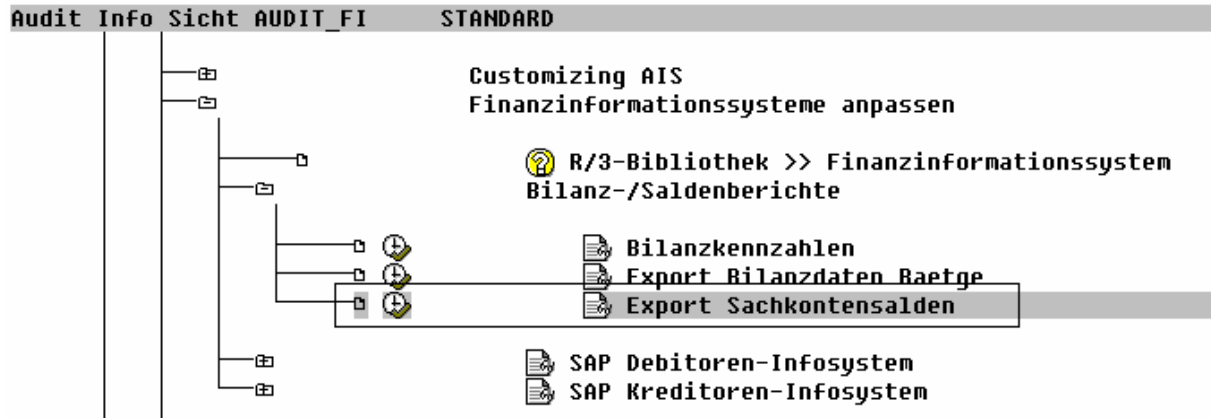 Audit Info Sicht AUDIT_FI STANDARD
Customizing AIS
Finanzinformationssysteme anpassen
R/3-Bibliothek >> Finanzinformationssystem
Bilanz-/Saldenberichte
Bilanzkennzahlen
Export Bilanzdaten Baetge
Export Sachkontensalden
SAP Debitoren-Infosystem
SAP Kreditoren-Infosystem